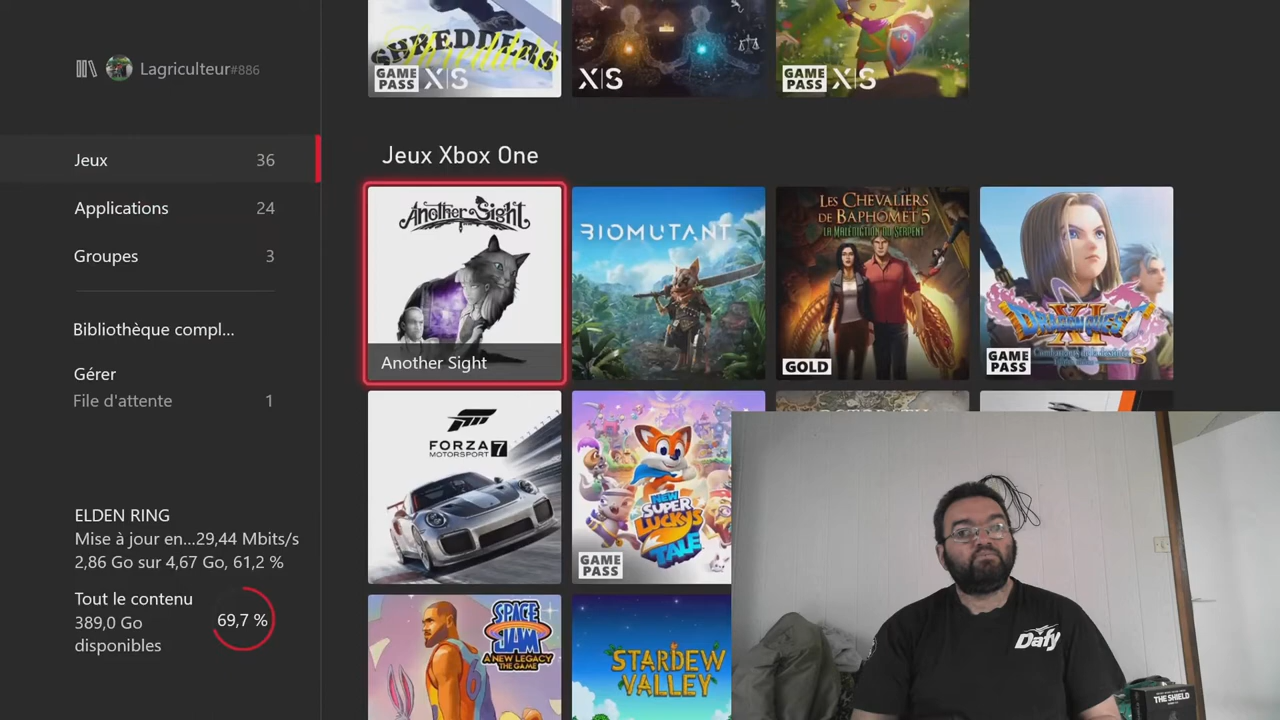 SHREDDERS
Shredders
GAME
PASS X|S
X|S
GAME
PASS X|S
Lagriculteur#886
Jeux 36
Applications 24
Groupes 3
Bibliothèque compl...
Gérer
File d'attente 1
ELDEN RING
Mise à jour en...29,44 Mbits/s
2,86 Go sur 4,67 Go, 61,2 %
Tout le contenu
389,0 Go
disponibles
69,7 %
Jeux Xbox One
Another Sight
Another Sight
BIOMUTANT
LES CHEVALIERS
DE BAPHOMET 5
LA MALÉDICTION DU SERPENT
GOLD
DRAGON QUEST
XI
S
GAME
PASS
FORZA
MOTORSPORT 7
NEW
SUPER
LUCKY'S
TALE
GAME
PASS
SPACE
JAM
A NEW LEGACY
THE GAME
STARDEW
VALLEY
Dafy
THE SHIELD